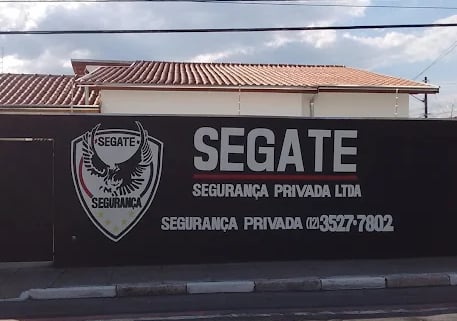 SEGATE
SEGURANÇA
SEGATE
SEGURANÇA PRIVADA LTDA
SEGURANÇA PRIVADA (12)3527-7802